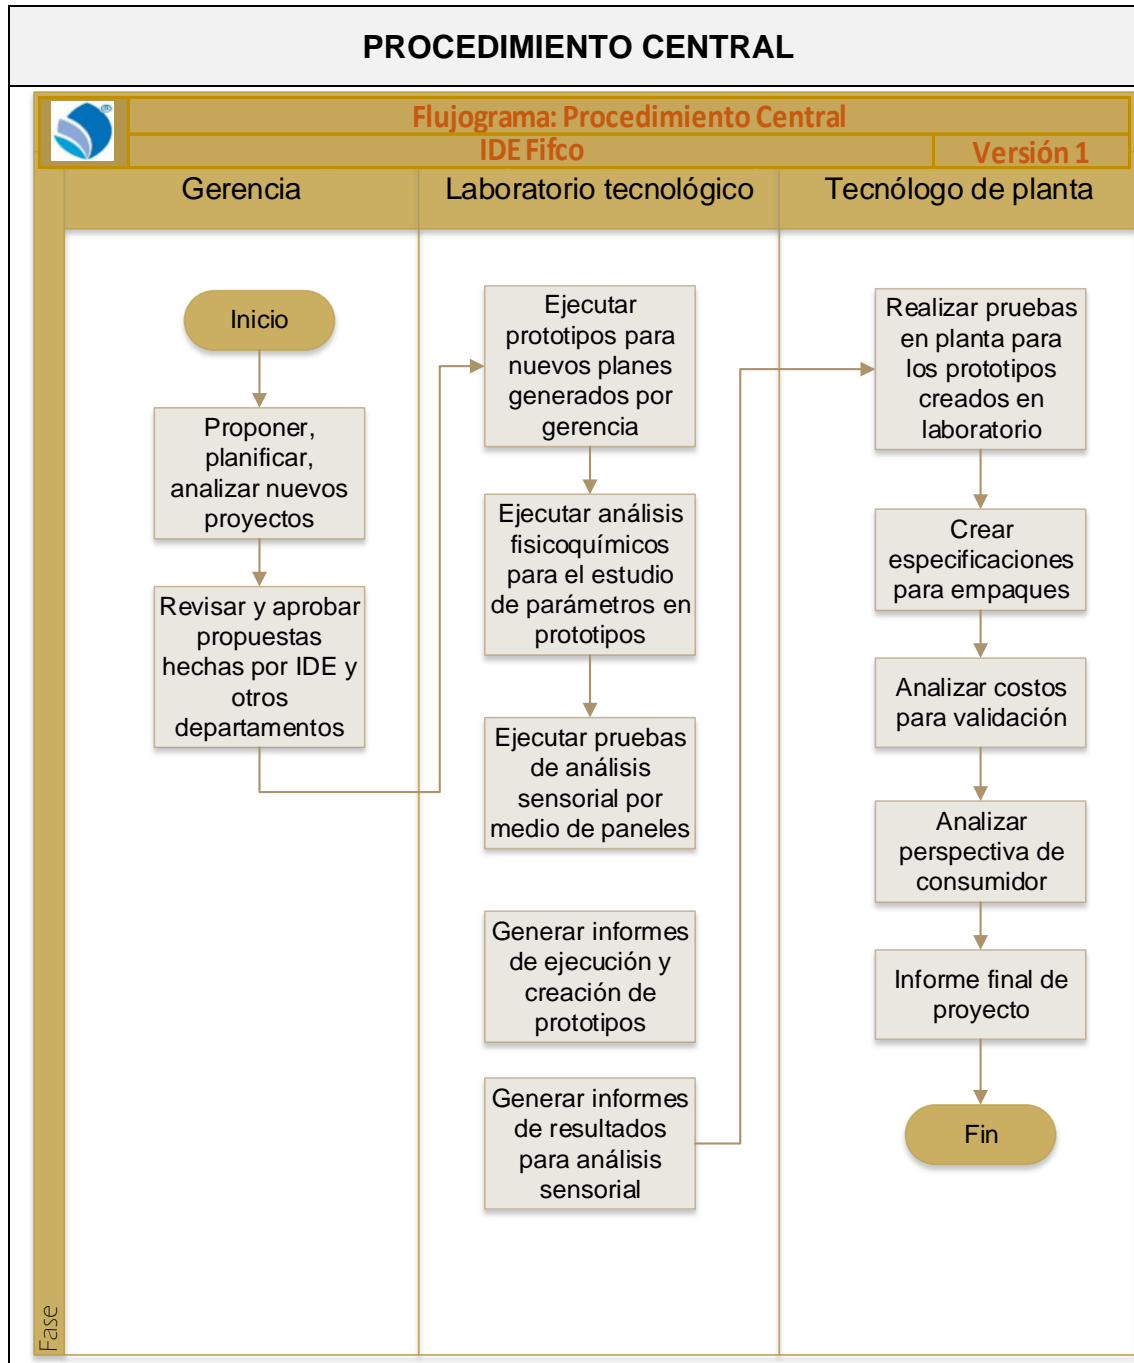 PROCEDIMIENTO CENTRAL
Flujograma: Procedimiento Central
IDE Fifco
Versión 1
Gerencia
Laboratorio tecnológico
Tecnólogo de planta
Inicio
Proponer,
planificar,
analizar nuevos
proyectos
Revisar y aprobar
propuestas
hechas por IDE y
otros
departamentos
Ejecutar
prototipos para
nuevos planes
generados por
gerencia
Ejecutar análisis
fisicoquímicos
para el estudio
de parámetros en
prototipos
Ejecutar pruebas
de análisis
sensorial por
medio de paneles
Generar informes
de ejecución y
creación de
prototipos
Generar informes
de resultados
para análisis
sensorial
Realizar pruebas
en planta para
los prototipos
creados en
laboratorio
Crear
especificaciones
para empaques
Analizar costos
para validación
Analizar
perspectiva de
consumidor
Informe final de
proyecto
Fin
Fase